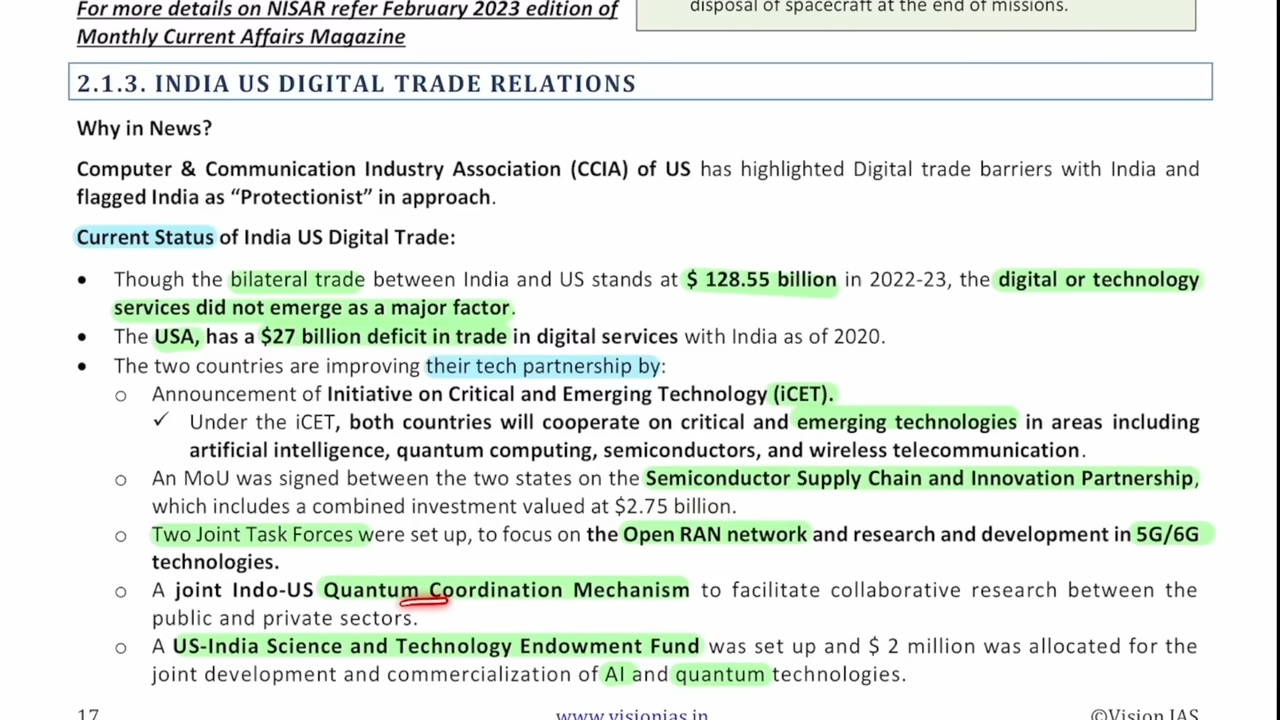 For more details on NISAR refer February 2023 edition of
Monthly Current Affairs Magazine
disposal of spacecraft at the end of missions.
2.1.3. INDIA US DIGITAL TRADE RELATIONS
Why in News?
Computer & Communication Industry Association (CCIA) of US has highlighted Digital trade barriers with India and
flagged India as “Protectionist” in approach.
Current Status of India US Digital Trade:
• Though the bilateral trade between India and US stands at $ 128.55 billion in 2022-23, the digital or technology
services did not emerge as a major factor.
• The USA, has a $27 billion deficit in trade in digital services with India as of 2020.
• The two countries are improving their tech partnership by:
o Announcement of Initiative on Critical and Emerging Technology (iCET).
✓ Under the iCET, both countries will cooperate on critical and emerging technologies in areas including
artificial intelligence, quantum computing, semiconductors, and wireless telecommunication.
o An MoU was signed between the two states on the Semiconductor Supply Chain and Innovation Partnership,
which includes a combined investment valued at $2.75 billion.
o Two Joint Task Forces were set up, to focus on the Open RAN network and research and development in 5G/6G
technologies.
o A joint Indo-US Quantum Coordination Mechanism to facilitate collaborative research between the
public and private sectors.
o A US-India Science and Technology Endowment Fund was set up and $ 2 million was allocated for the
joint development and commercialization of AI and quantum technologies.
17 www.visionias.in ©Vision IAS